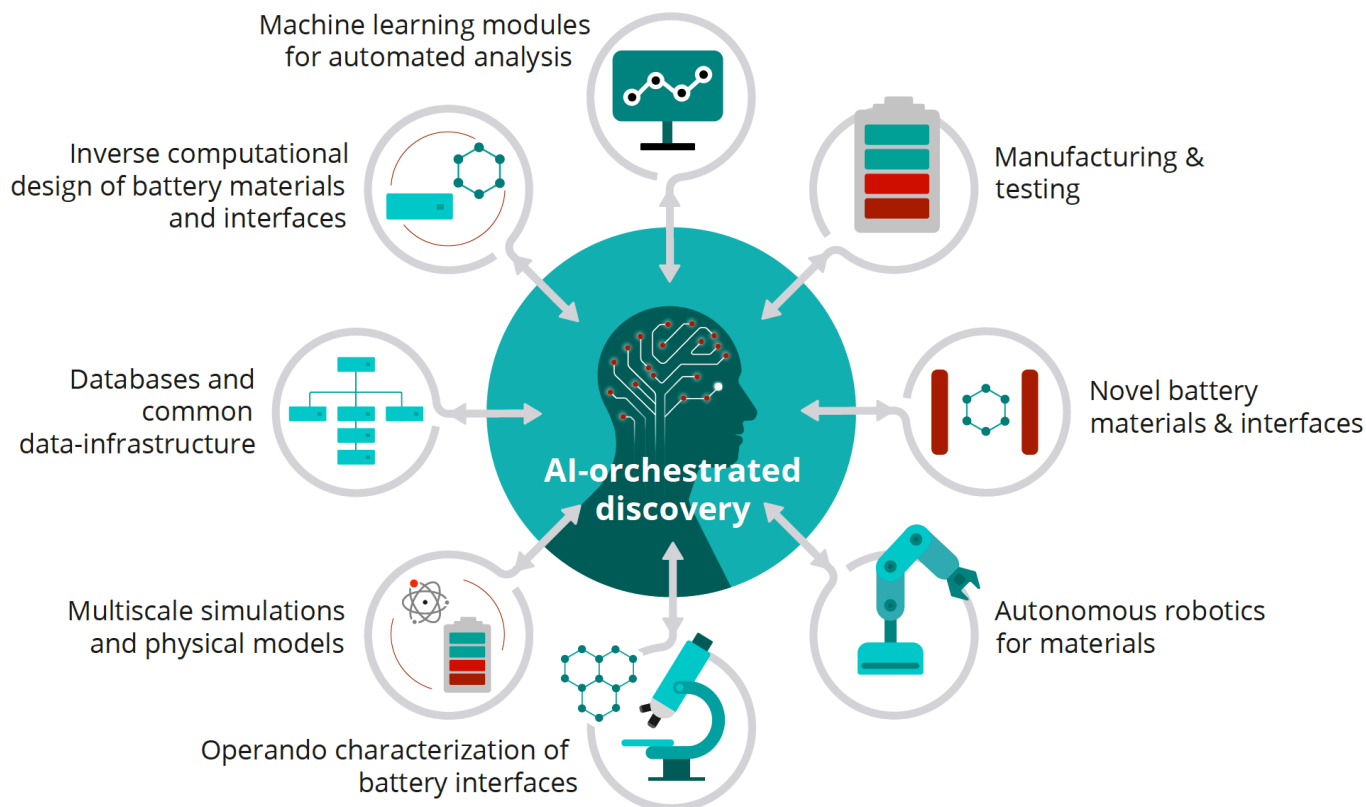 Machine learning modules
for automated analysis
Manufacturing &
testing
Inverse computational
design of battery materials
and interfaces
Databases and
common
data-infrastructure
Novel battery
materials & interfaces
AI-orchestrated
discovery
Multiscale simulations
and physical models
Autonomous robotics
for materials
Operando characterization of
battery interfaces